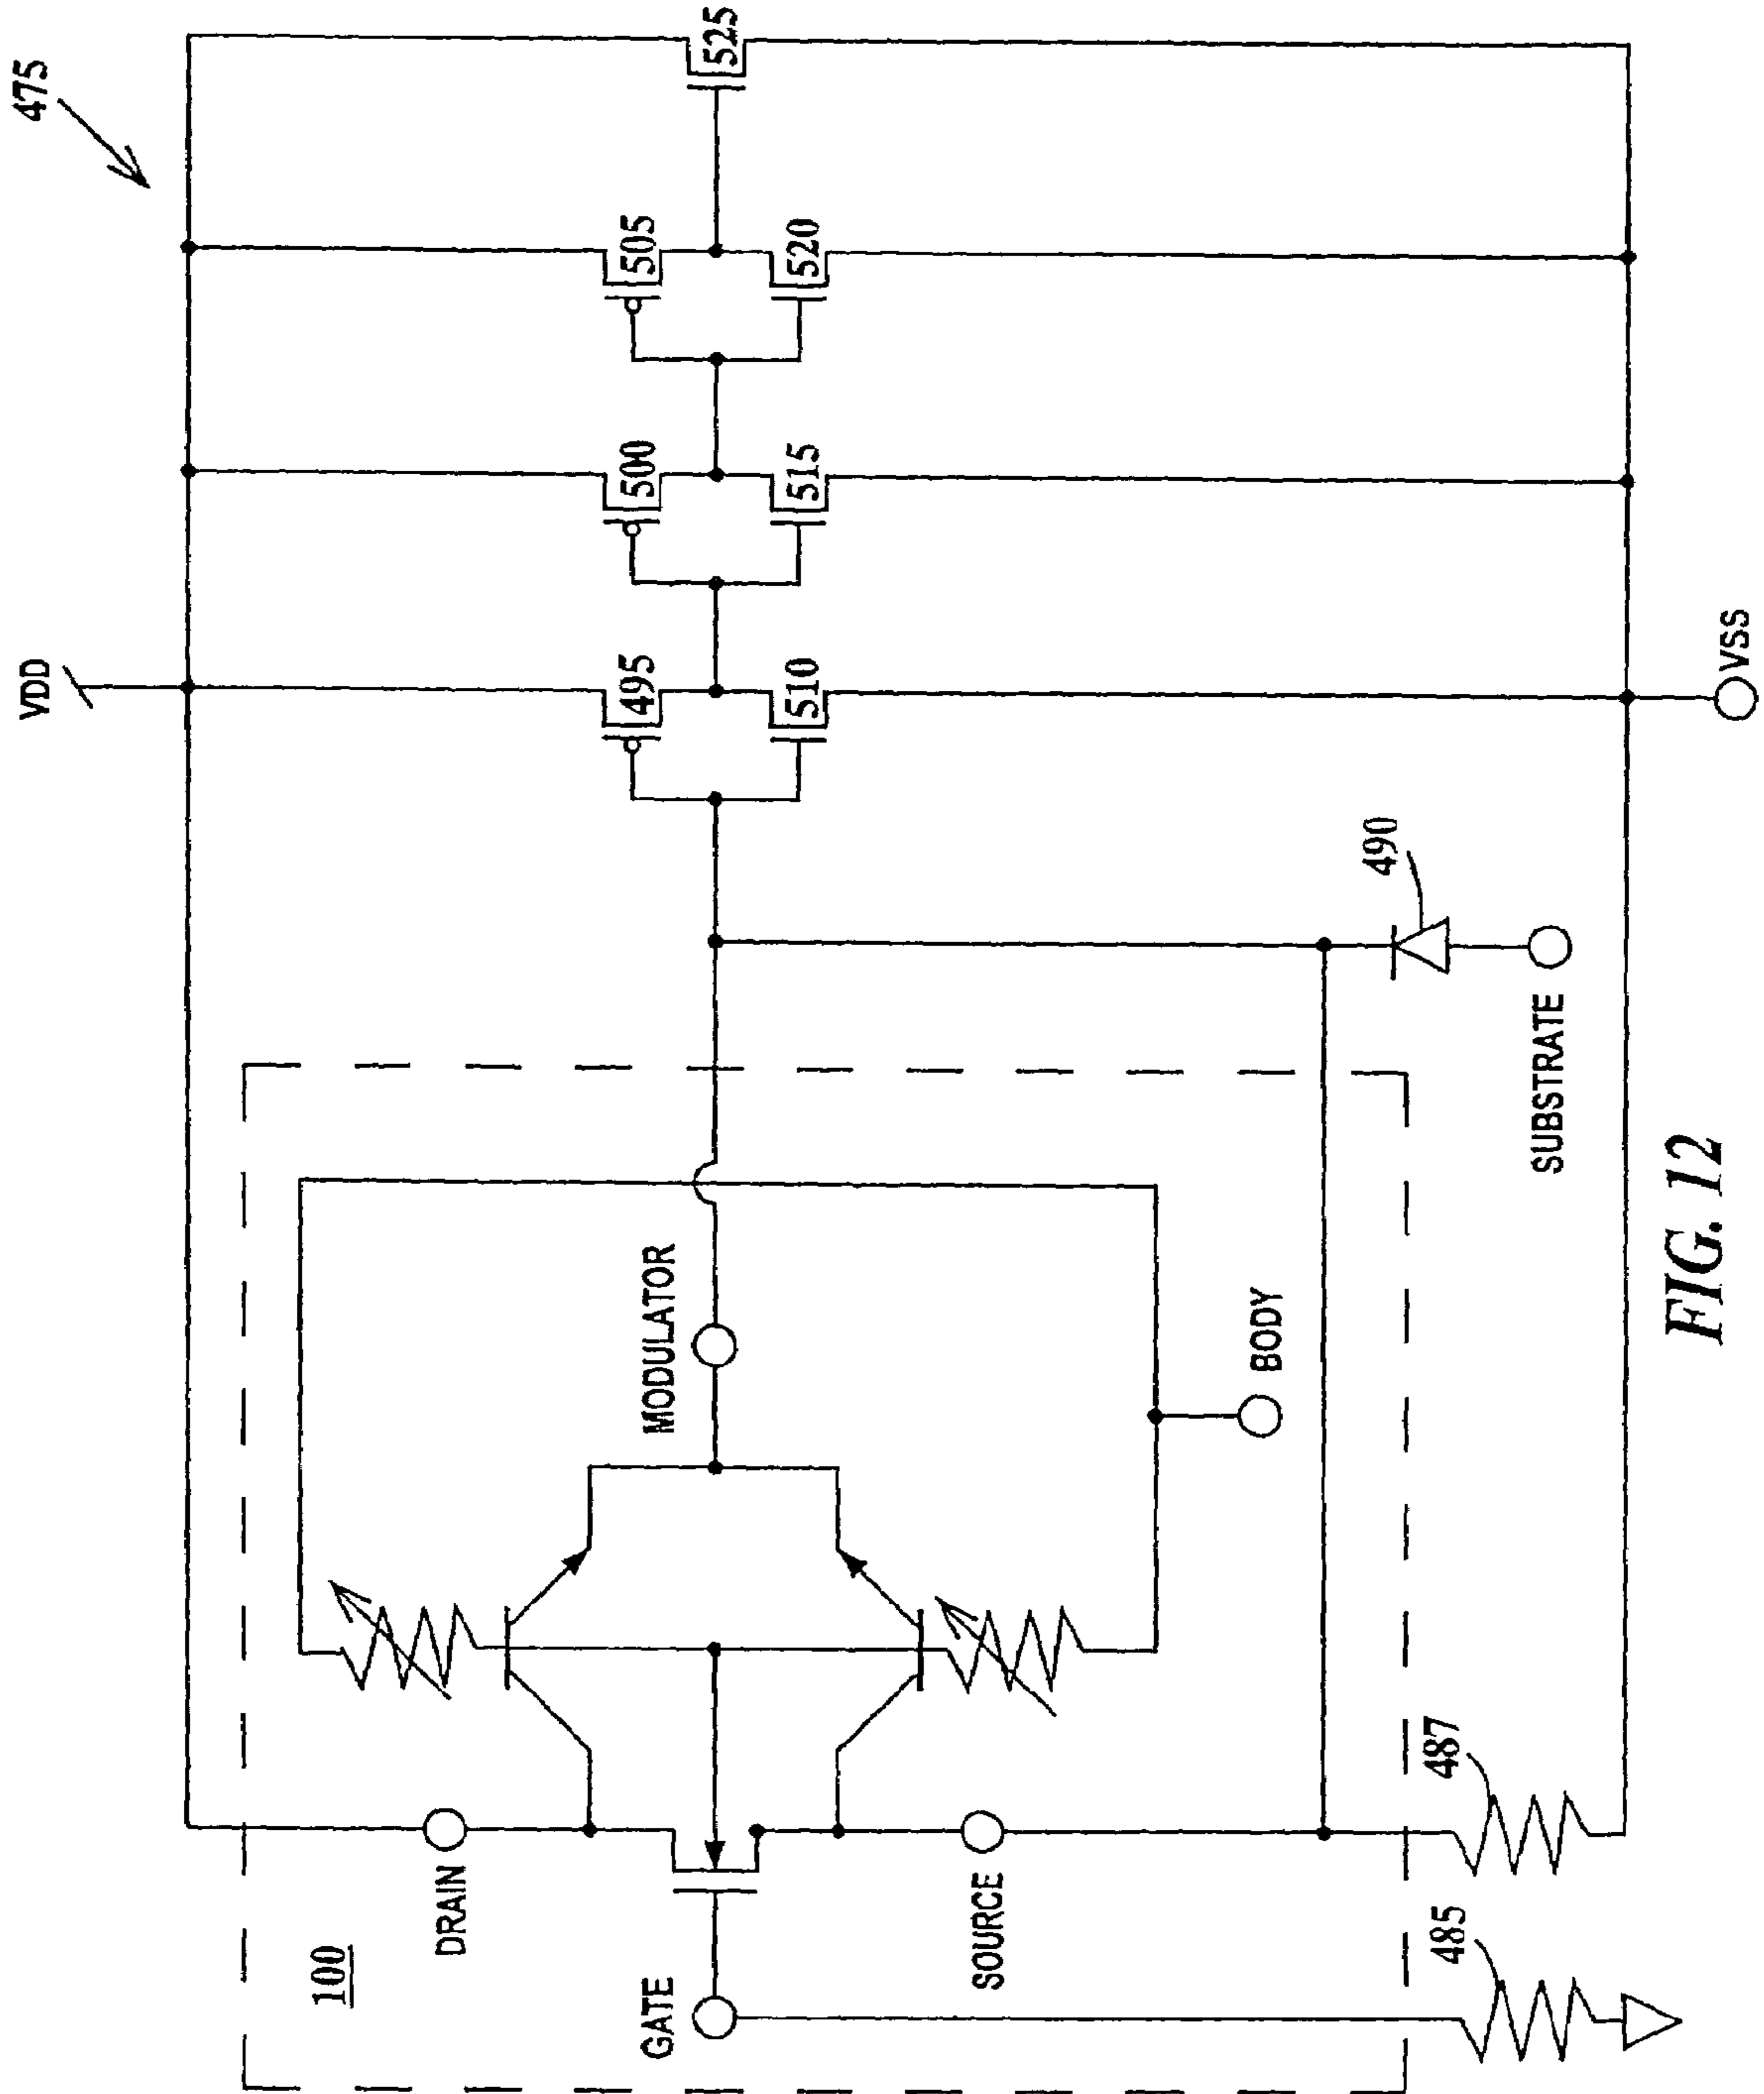 475
VDD
525
505
520
500
515
495
510
VSS
490
SUBSTRATE
MODULATOR
BODY
100
DRAIN
SOURCE
GATE
487
485
FIG. 12